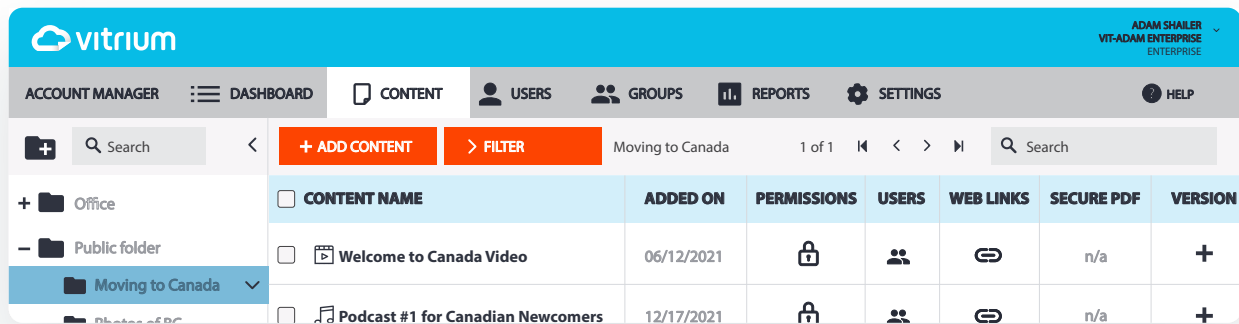 vitrium
ADAM SHAILER
VIT-ADAM ENTERPRISE
ENTERPRISE
ACCOUNT MANAGER DASHBOARD CONTENT USERS GROUPS REPORTS SETTINGS ? HELP
Search
+ ADD CONTENT > FILTER Moving to Canada 1 of 1 Search
Office
Public folder
Moving to Canada
Photos of BC
CONTENT NAME ADDED ON PERMISSIONS USERS WEB LINKS SECURE PDF VERSION
Welcome to Canada Video 06/12/2021 n/a +
Podcast #1 for Canadian Newcomers 12/17/2021 n/a +